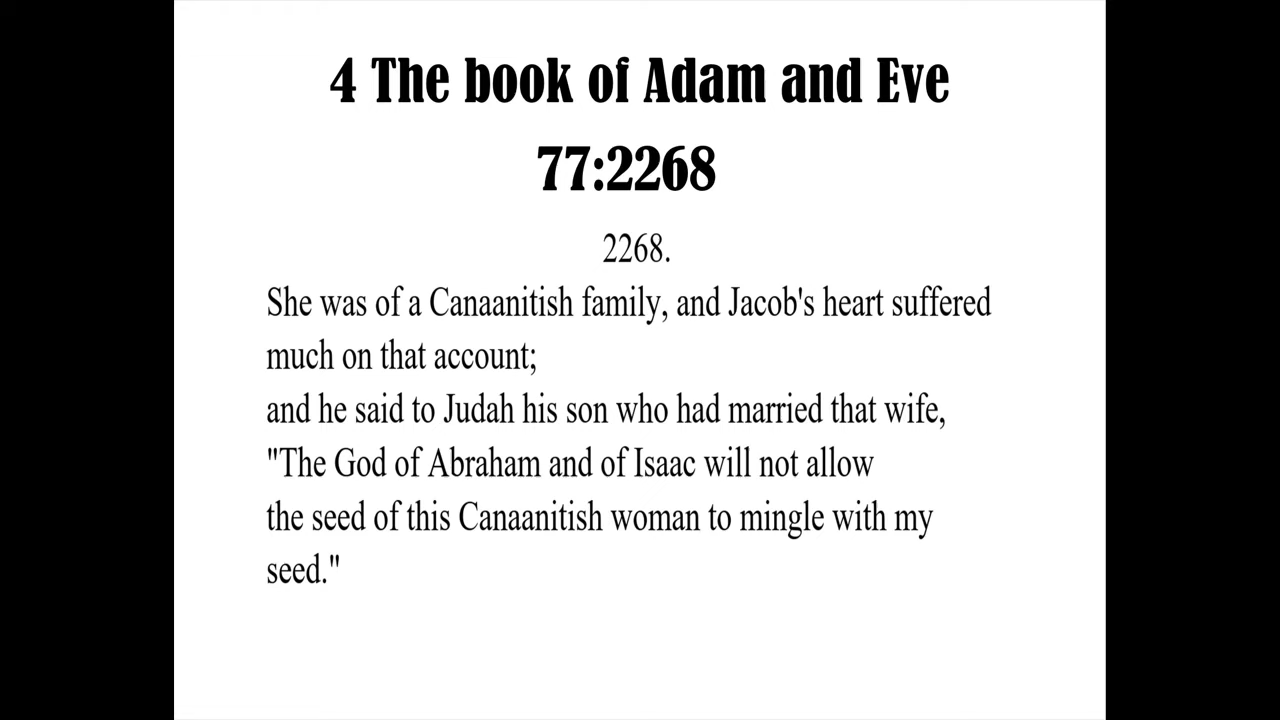 4 The book of Adam and Eve
77:2268
2268.
She was of a Canaanitish family, and Jacob's heart suffered
much on that account;
and he said to Judah his son who had married that wife,
"The God of Abraham and of Isaac will not allow
the seed of this Canaanitish woman to mingle with my
seed."